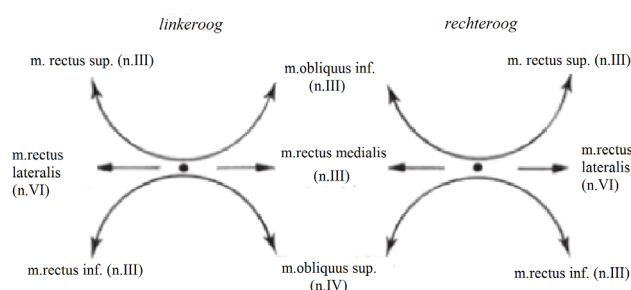 linkeroog
rechteroog
m. rectus sup. (n.III)
m.obliquus inf.
(n.III)
m. rectus sup. (n.III)
m.rectus
lateralis
(n.VI)
m.rectus medialis
(n.III)
m.rectus
lateralis
(n.VI)
m.rectus inf. (n.III)
m.obliquus sup.
(n.IV)
m.rectus inf. (n.III)